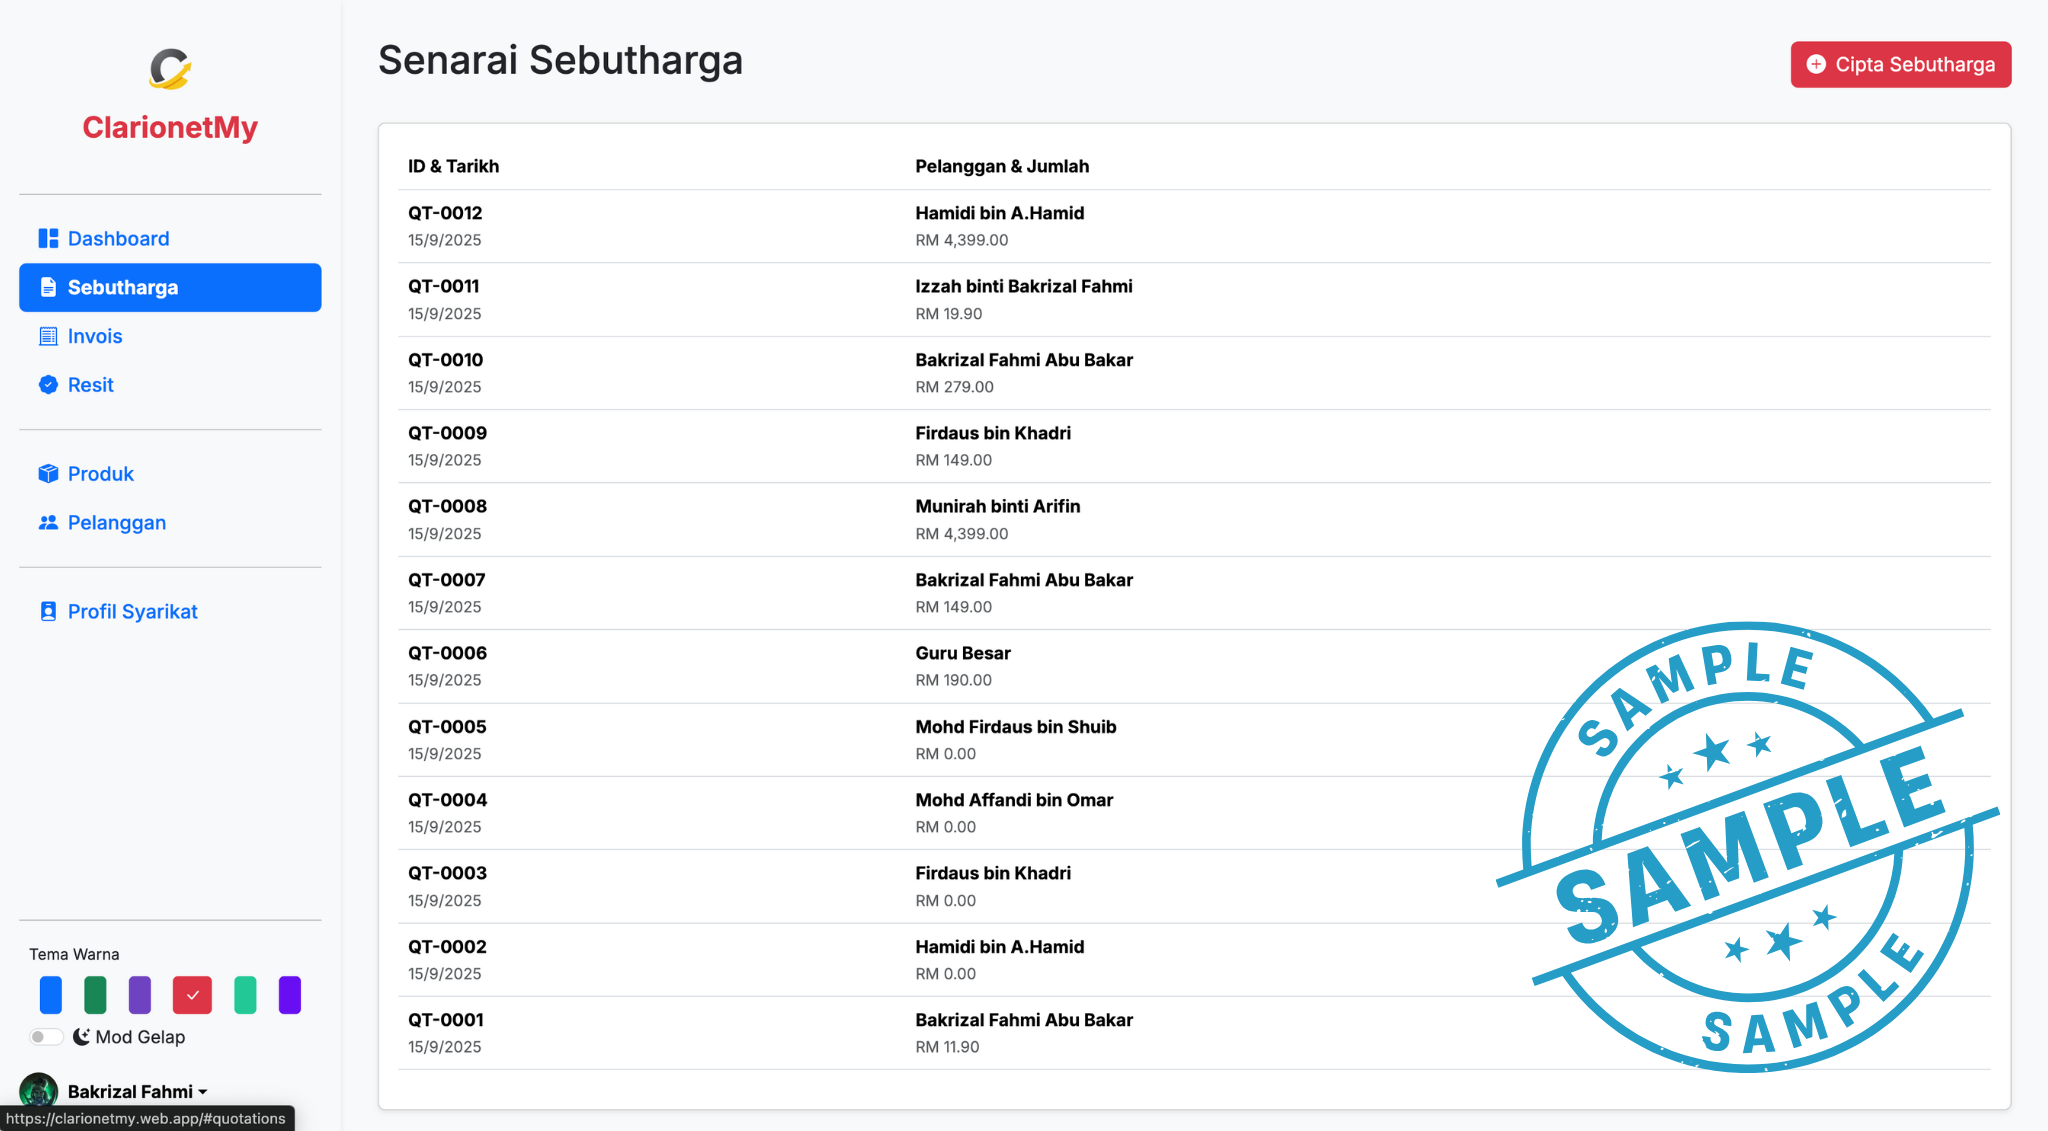 ClarionetMy
Dashboard
Sebutharga
Invois
Resit
Produk
Pelanggan
Profil Syarikat
Tema Warna
Mod Gelap
Bakrizal Fahmi
https://clarionetmy.web.app/#quotations
Senarai Sebutharga
Cipta Sebutharga
ID & Tarikh Pelanggan & Jumlah
QT-0012 Hamidi bin A.Hamid
15/9/2025 RM 4,399.00
QT-0011 Izzah binti Bakrizal Fahmi
15/9/2025 RM 19.90
QT-0010 Bakrizal Fahmi Abu Bakar
15/9/2025 RM 279.00
QT-0009 Firdaus bin Khadri
15/9/2025 RM 149.00
QT-0008 Munirah binti Arifin
15/9/2025 RM 4,399.00
QT-0007 Bakrizal Fahmi Abu Bakar
15/9/2025 RM 149.00
QT-0006 Guru Besar
15/9/2025 RM 190.00
QT-0005 Mohd Firdaus bin Shuib
15/9/2025 RM 0.00
QT-0004 Mohd Affandi bin Omar
15/9/2025 RM 0.00
QT-0003 Firdaus bin Khadri
15/9/2025 RM 0.00
QT-0002 Hamidi bin A.Hamid
15/9/2025 RM 0.00
QT-0001 Bakrizal Fahmi Abu Bakar
15/9/2025 RM 11.90
SAMPLE
SAMPLE
SAMPLE